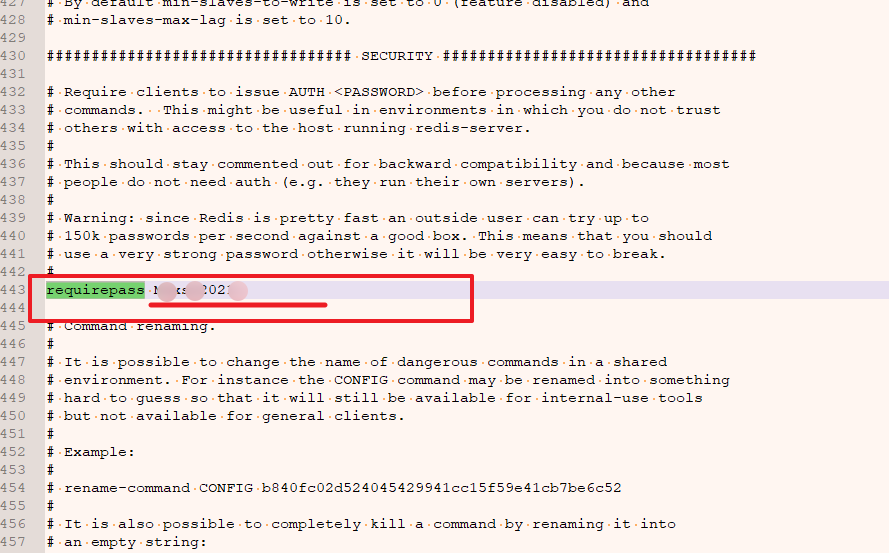 427 # By default min-slaves-to-write is set to 0 (feature disabled) and
428 # min-slaves-max-lag is set to 10.
429
430 ################################## SECURITY ###################################
431
432 # Require clients to issue AUTH <PASSWORD> before processing any other
433 # commands.  This might be useful in environments in which you do not trust
434 # others with access to the host running redis-server.
435 #
436 # This should stay commented out for backward compatibility and because most
437 # people do not need auth (e.g. they run their own servers).
438 #
439 # Warning: since Redis is pretty fast an outside user can try up to
440 # 150k passwords per second against a good box. This means that you should
441 # use a very strong password otherwise it will be very easy to break.
442 #
443 requirepass
444
445 # Command renaming.
446 #
447 # It is possible to change the name of dangerous commands in a shared
448 # environment. For instance the CONFIG command may be renamed into something
449 # hard to guess so that it will still be available for internal-use tools
450 # but not available for general clients.
451 #
452 # Example:
453 #
454 # rename-command CONFIG b840fc02d524045429941cc15f59e41cb7be6c52
455 #
456 # It is also possible to completely kill a command by renaming it into
457 # an empty string: